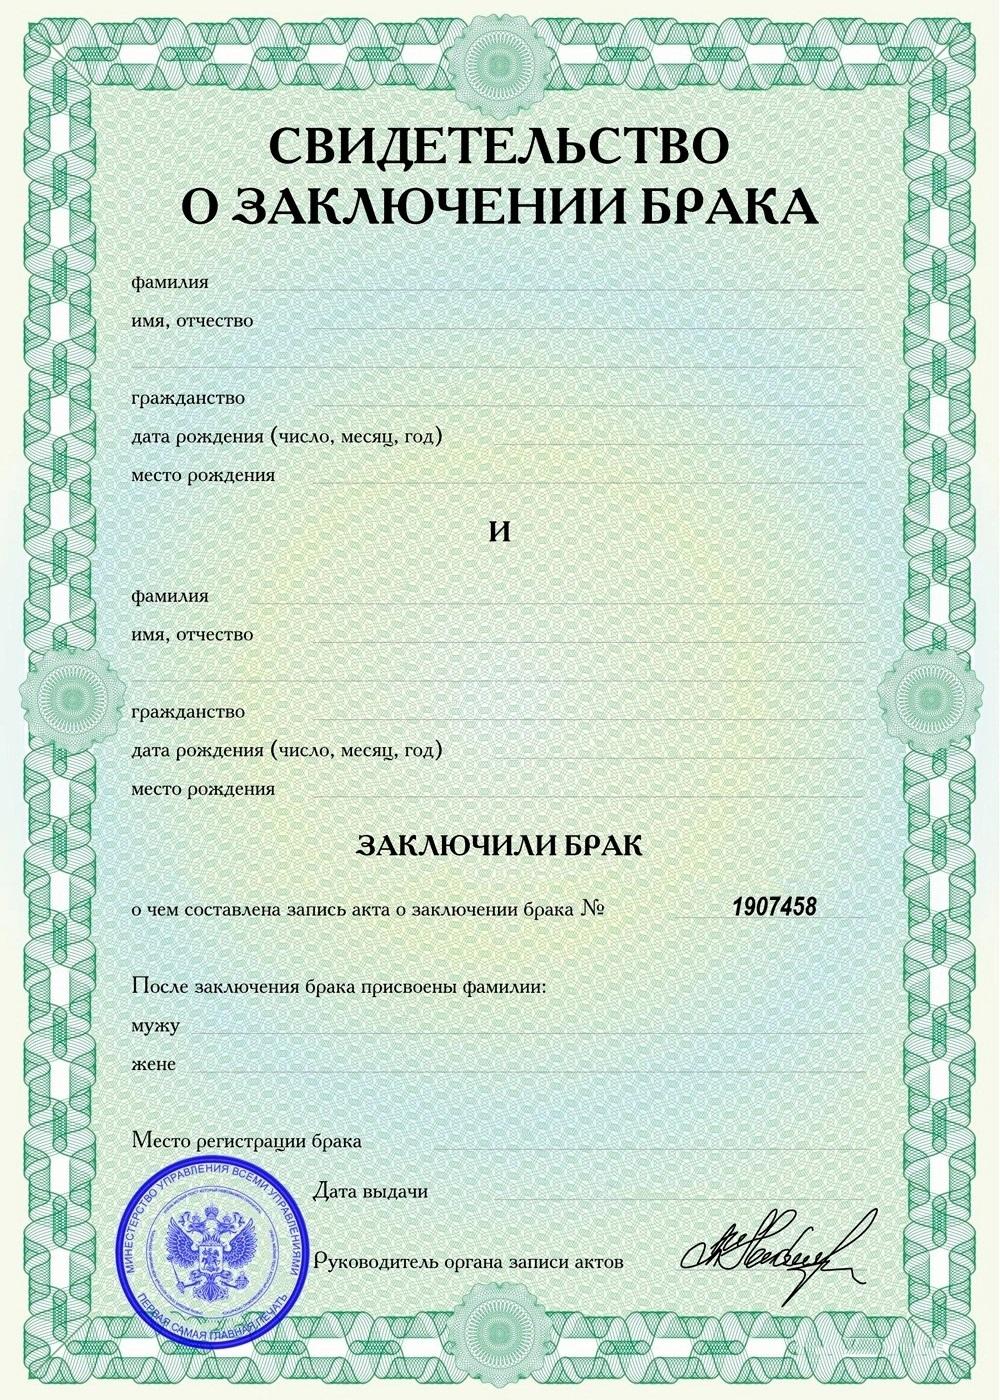 СВИДЕТЕЛЬСТВО
О ЗАКЛЮЧЕНИИ БРАКА
фамилия
имя, отчество
гражданство
дата рождения (число, месяц, год)
место рождения
И
фамилия
имя, отчество
гражданство
дата рождения (число, месяц, год)
место рождения
ЗАКЛЮЧИЛИ БРАК
о чем составлена запись акта о заключении брака № 1907458
После заключения брака присвоены фамилии:
мужу
жене
Место регистрации брака
МИНЕСТЕРСТВО УПРАВЛЕНИЯ ВСЕМИ УПРАВЛЕНИЯМИ
ПЕРВАЯ САМАЯ ГЛАВНАЯ ПЕЧАТЬ
Дата выдачи
Руководитель органа записи актов